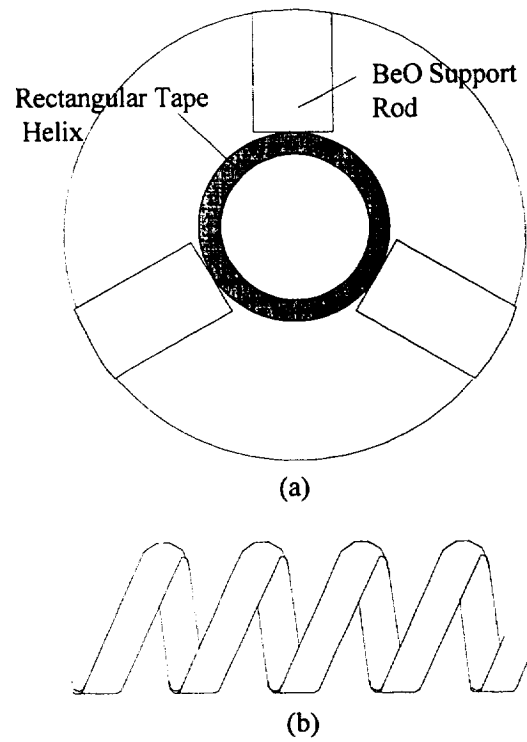 Rectangular Tape
Helix
BeO Support
Rod
(a)
(b)